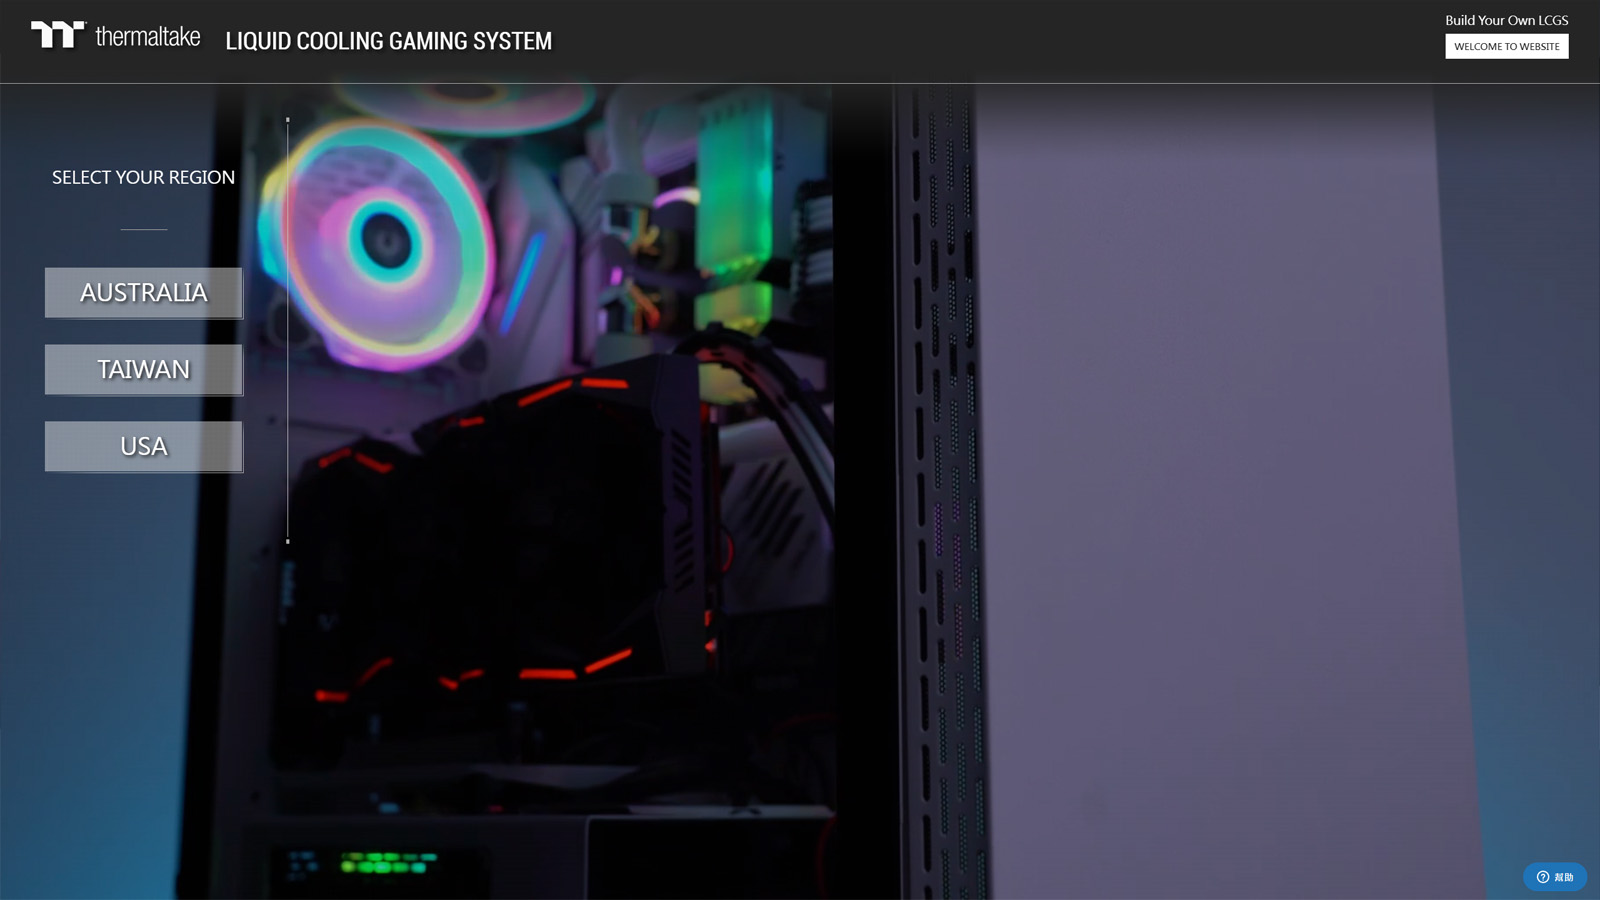 thermaltake
LIQUID COOLING GAMING SYSTEM
Build Your Own LCGS
WELCOME TO WEBSITE
SELECT YOUR REGION
AUSTRALIA
TAIWAN
USA
幫助